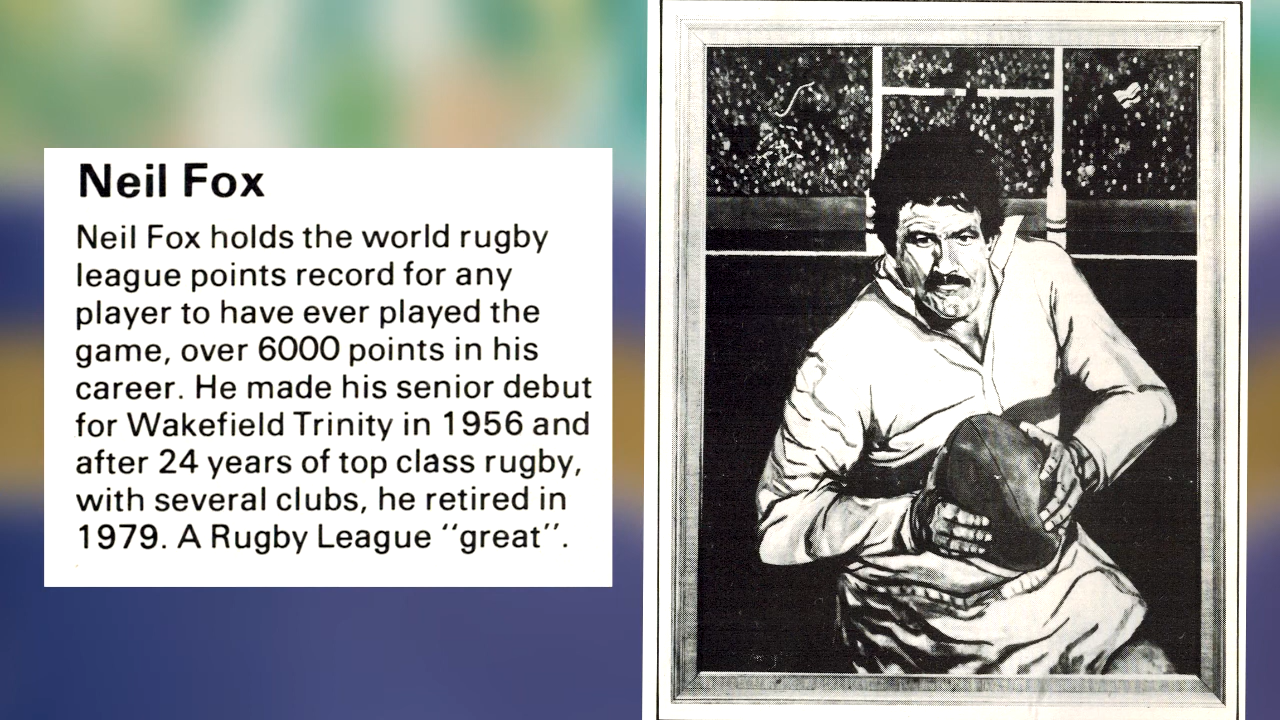 Neil Fox
Neil Fox holds the world rugby
league points record for any
player to have ever played the
game, over 6000 points in his
career. He made his senior debut
for Wakefield Trinity in 1956 and
after 24 years of top class rugby,
with several clubs, he retired in
1979. A Rugby League "great".